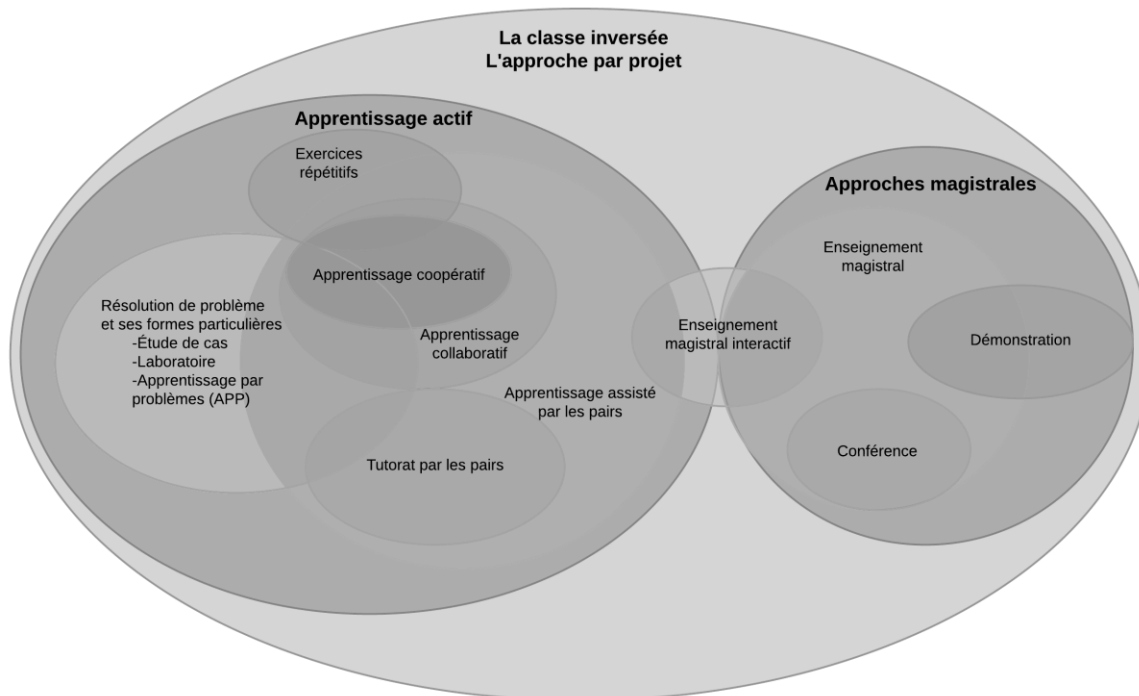 La classe inversée
L'approche par projet
Apprentissage actif
Exercices
répétitifs
Apprentissage coopératif
Résolution de problème
et ses formes particulières
-Étude de cas
-Laboratoire
-Apprentissage par
problèmes (APP)
Apprentissage
collaboratif
Apprentissage assisté
par les pairs
Tutorat par les pairs
Enseignement
magistral interactif
Approches magistrales
Enseignement
magistral
Démonstration
Conférence